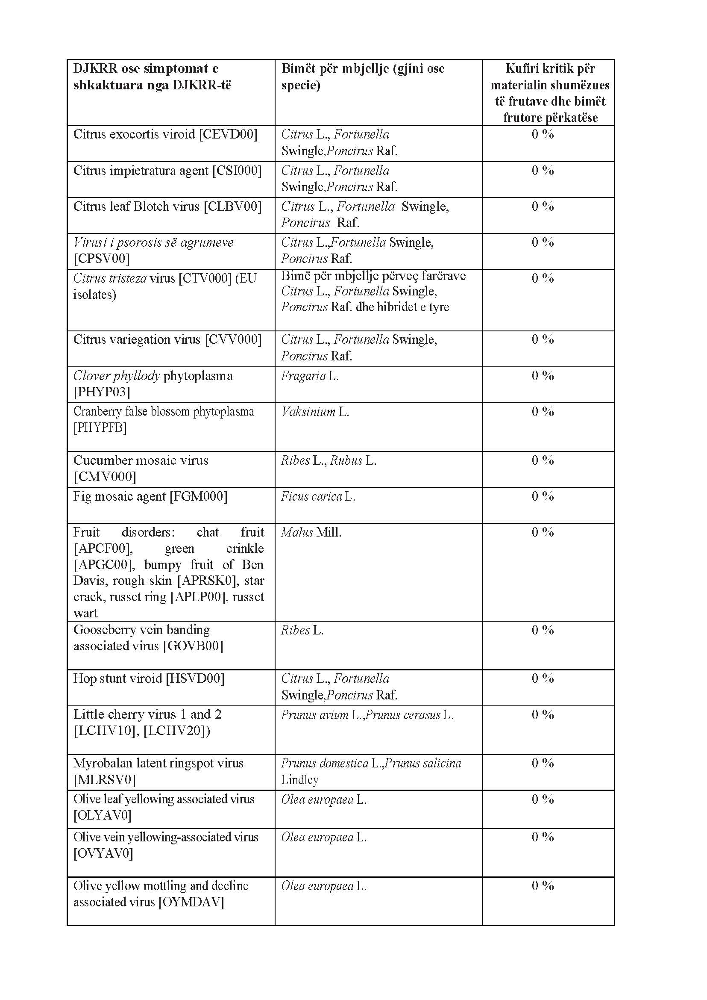 DJKRR ose simptomat e
shkaktuara nga DJKRR-të
Bimët për mbjellje (gjini ose
specie)
Kufiri kritik për
materialin shumëzues
të frutave dhe bimët
frutore përkatëse
Citrus exocortis viroid [CEVD00]
Citrus L., Fortunella
Swingle,Poncirus Raf.
0 %
Citrus impietratura agent [CSI000]
Citrus L., Fortunella
Swingle,Poncirus Raf.
0 %
Citrus leaf Blotch virus [CLBV00]
Citrus L., Fortunella Swingle,
Poncirus Raf.
0 %
Virusi i psorosis së agrumeve
[CPSV00]
Citrus L.,Fortunella Swingle,
Poncirus Raf.
0 %
Citrus tristeza virus [CTV000] (EU
isolates)
Bimë për mbjellje përveç farërave
Citrus L., Fortunella Swingle,
Poncirus Raf. dhe hibridet e tyre
0 %
Citrus variegation virus [CVV000]
Citrus L., Fortunella Swingle,
Poncirus Raf.
0 %
Clover phyllody phytoplasma
[PHYP03]
Fragaria L.
0 %
Cranberry false blossom phytoplasma
[PHYPFB]
Vaksinium L.
0 %
Cucumber mosaic virus
[CMV000]
Ribes L., Rubus L.
0 %
Fig mosaic agent [FGM000]
Ficus carica L.
0 %
Fruit disorders: chat fruit
[APCF00], green crinkle
[APGC00], bumpy fruit of Ben
Davis, rough skin [APRSK0], star
crack, russet ring [APLP00], russet
wart
Malus Mill.
0 %
Gooseberry vein banding
associated virus [GOVB00]
Ribes L.
0 %
Hop stunt viroid [HSVD00]
Citrus L., Fortunella
Swingle,Poncirus Raf.
0 %
Little cherry virus 1 and 2
[LCHV10], [LCHV20])
Prunus avium L.,Prunus cerasus L.
0 %
Myrobalan latent ringspot virus
[MLRSV0]
Prunus domestica L.,Prunus salicina
Lindley
0 %
Olive leaf yellowing associated virus
[OLYAV0]
Olea europaea L.
0 %
Olive vein yellowing-associated virus
[OVYAV0]
Olea europaea L.
0 %
Olive yellow mottling and decline
associated virus [OYMDAV]
Olea europaea L.
0 %